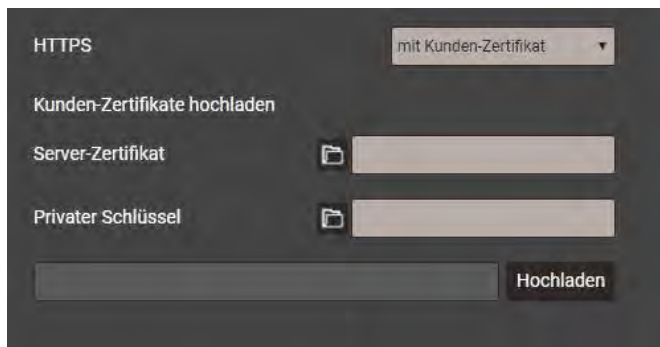 HTTPS mit Kunden-Zertifikat
Kunden-Zertifikate hochladen
Server-Zertifikat
Privater Schlüssel
Hochladen